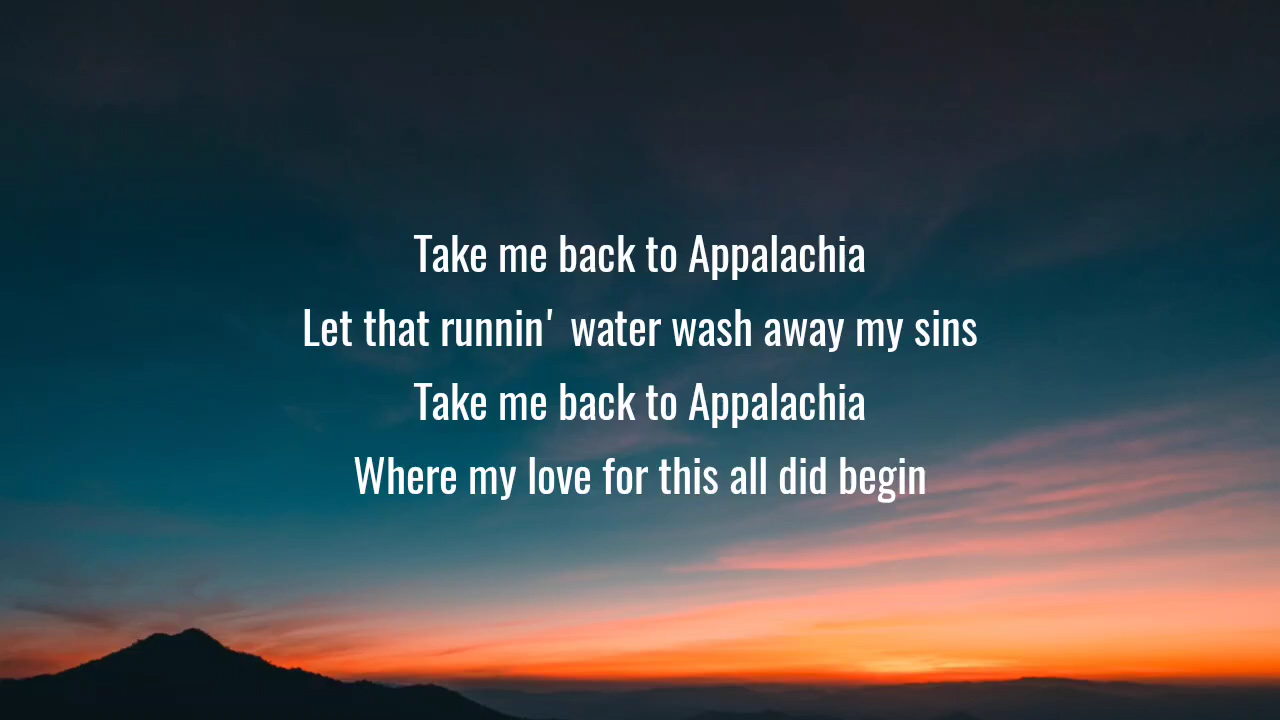 Take me back to Appalachia
Let that runnin' water wash away my sins
Take me back to Appalachia
Where my love for this all did begin